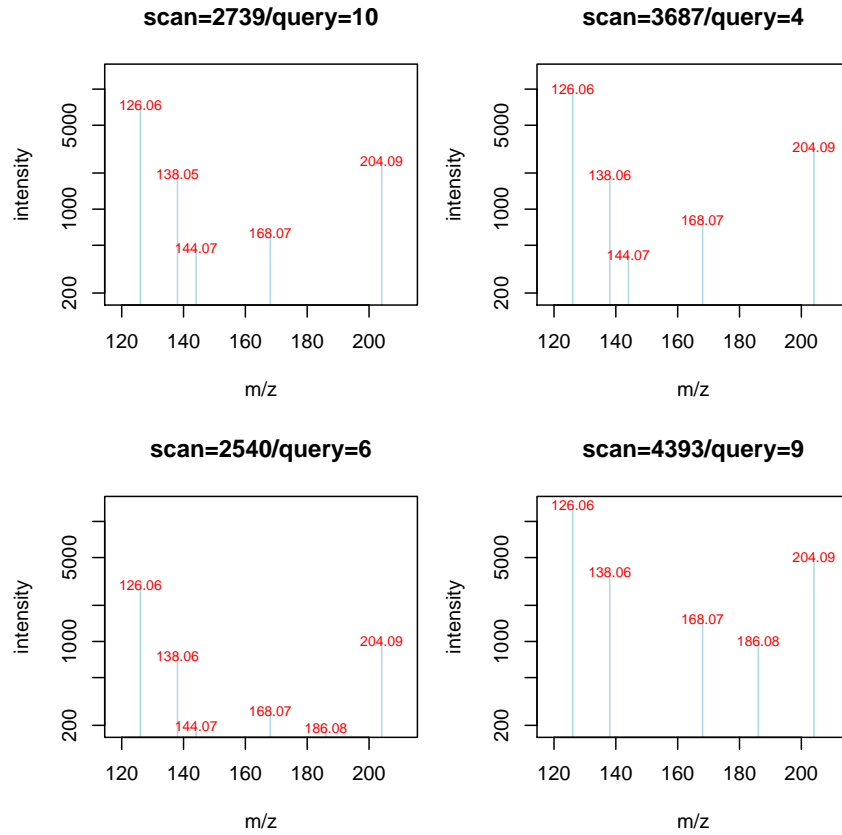 scan=2739/query=10
intensity
200 1000 5000
126.06
138.05
144.07
168.07
204.09
120 140 160 180 200
m/z
scan=3687/query=4
intensity
200 1000 5000
126.06
138.06
144.07
168.07
204.09
120 140 160 180 200
m/z
scan=2540/query=6
intensity
200 1000 5000
126.06
138.06
144.07
168.07
186.08
204.09
120 140 160 180 200
m/z
scan=4393/query=9
intensity
200 1000 5000
126.06
138.06
168.07
186.08
204.09
120 140 160 180 200
m/z